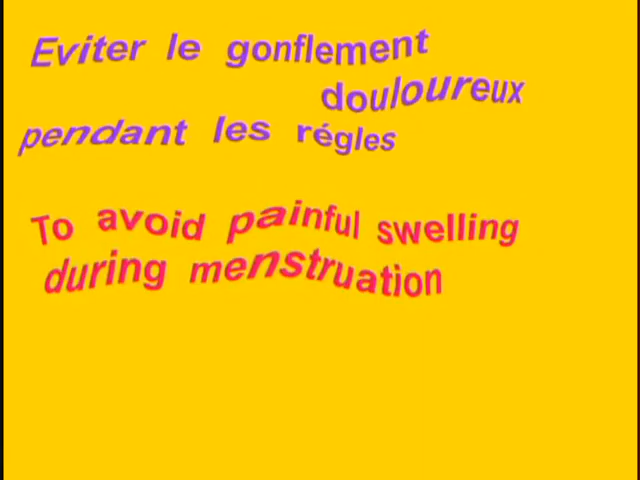 Eviter le gonflement
douloureux
pendant les régles
To avoid painful swelling
during menstruation